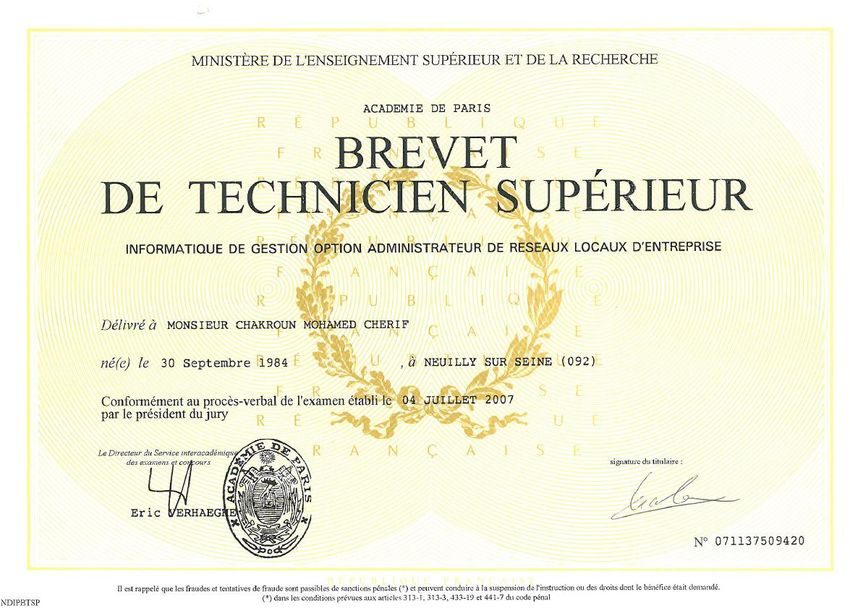 MINISTÈRE DE L'ENSEIGNEMENT SUPÉRIEUR ET DE LA RECHERCHE
ACADEMIE DE PARIS
BREVET
DE TECHNICIEN SUPÉRIEUR
INFORMATIQUE DE GESTION OPTION ADMINISTRATEUR DE RESEAUX LOCAUX D'ENTREPRISE
Délivré à MONSIEUR CHAKROUN MOHAMED CHERIF
né(e) le 30 Septembre 1984 , à NEUILLY SUR SEINE (092)
Conformément au procès-verbal de l'examen établi le 04 JUILLET 2007
par le président du jury
Le Directeur du Service interacadémique
des examens et concours
Eric VERHAEGHE
ACADÉMIE DE PARIS
signature du titulaire :
N° 071137509420
RÉPUBLIQUE FRANÇAISE
Il est rappelé que les fraudes et tentatives de fraude sont passibles de sanctions pénales (*) et peuvent conduire à la suspension de l'instruction ou des droits dont le bénéfice était demandé.
(*) dans les conditions prévues aux articles 313-1, 313-3, 433-19 et 441-7 du code pénal
NDIPBTSP